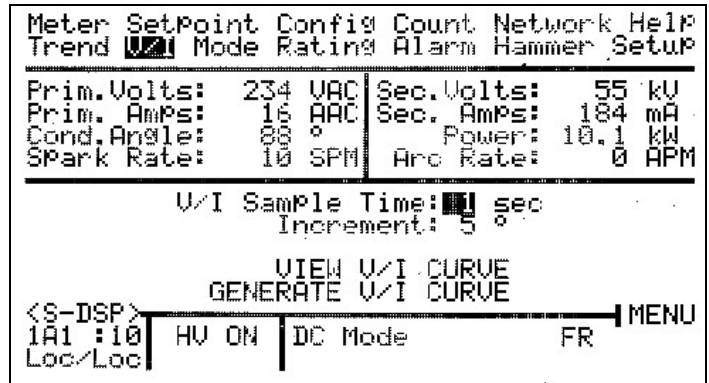 Meter Setpoint Config Count Network Help
Trend V/I Mode Rating Alarm Hammer Setup
Prim.Volts: 234 VAC Sec.Volts: 55 kV
Prim. Amps: 16 AAC Sec. Amps: 184 mA
Cond.Angle: 88 ° Power: 10.1 kW
Spark Rate: 10 SPM Arc Rate: 0 APM
V/I Sample Time: sec
Increment: 5 °
VIEW V/I CURVE
GENERATE V/I CURVE
<S-DSP> MENU
1A1 :10 HV ON DC Mode FR
Loc/Loc